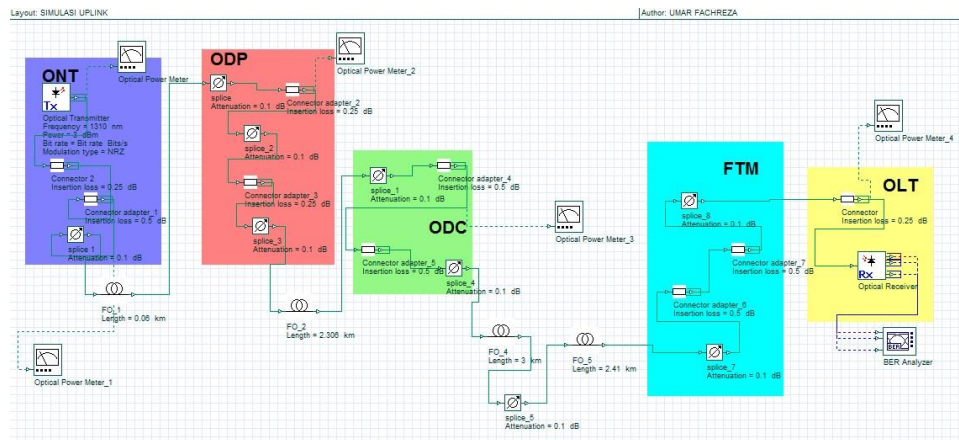 Layout: SIMULASI UPLINK
Author: UMAR FACHREZA
ONT
Tx
Optical Transmitter
Frequency = 1310 nm
Power = 3 dBm
Bit rate = Bit rate Bits/s
Modulation type = NRZ
Optical Power Meter
Connector 2
Insertion loss = 0.25 dB
Connector adapter_1
Insertion loss = 0.5 dB
splice 1
Attenuation = 0.1 dB
FO_1
Length = 0.06 km
Optical Power Meter_1
ODP
splice
Attenuation = 0.1 dB
Connector adapter_2
Insertion loss = 0.25 dB
Optical Power Meter_2
splice_2
Attenuation = 0.1 dB
Connector adapter_3
Insertion loss = 0.25 dB
splice_3
Attenuation = 0.1 dB
FO_2
Length = 2.306 km
ODC
splice_1
Attenuation = 0.1 dB
Connector adapter_4
Insertion loss = 0.5 dB
Optical Power Meter_3
Connector adapter_5
Insertion loss = 0.5 dB
splice_4
Attenuation = 0.1 dB
FO_4
Length = 3 km
splice_5
Attenuation = 0.1 dB
FO_5
Length = 2.41 km
FTM
splice_8
Attenuation = 0.1 dB
Connector adapter_7
Insertion loss = 0.5 dB
Connector adapter_6
Insertion loss = 0.5 dB
splice_7
Attenuation = 0.1 dB
Optical Power Meter_4
OLT
Connector
Insertion loss = 0.25 dB
Rx
Optical Receiver
BER
BER Analyzer